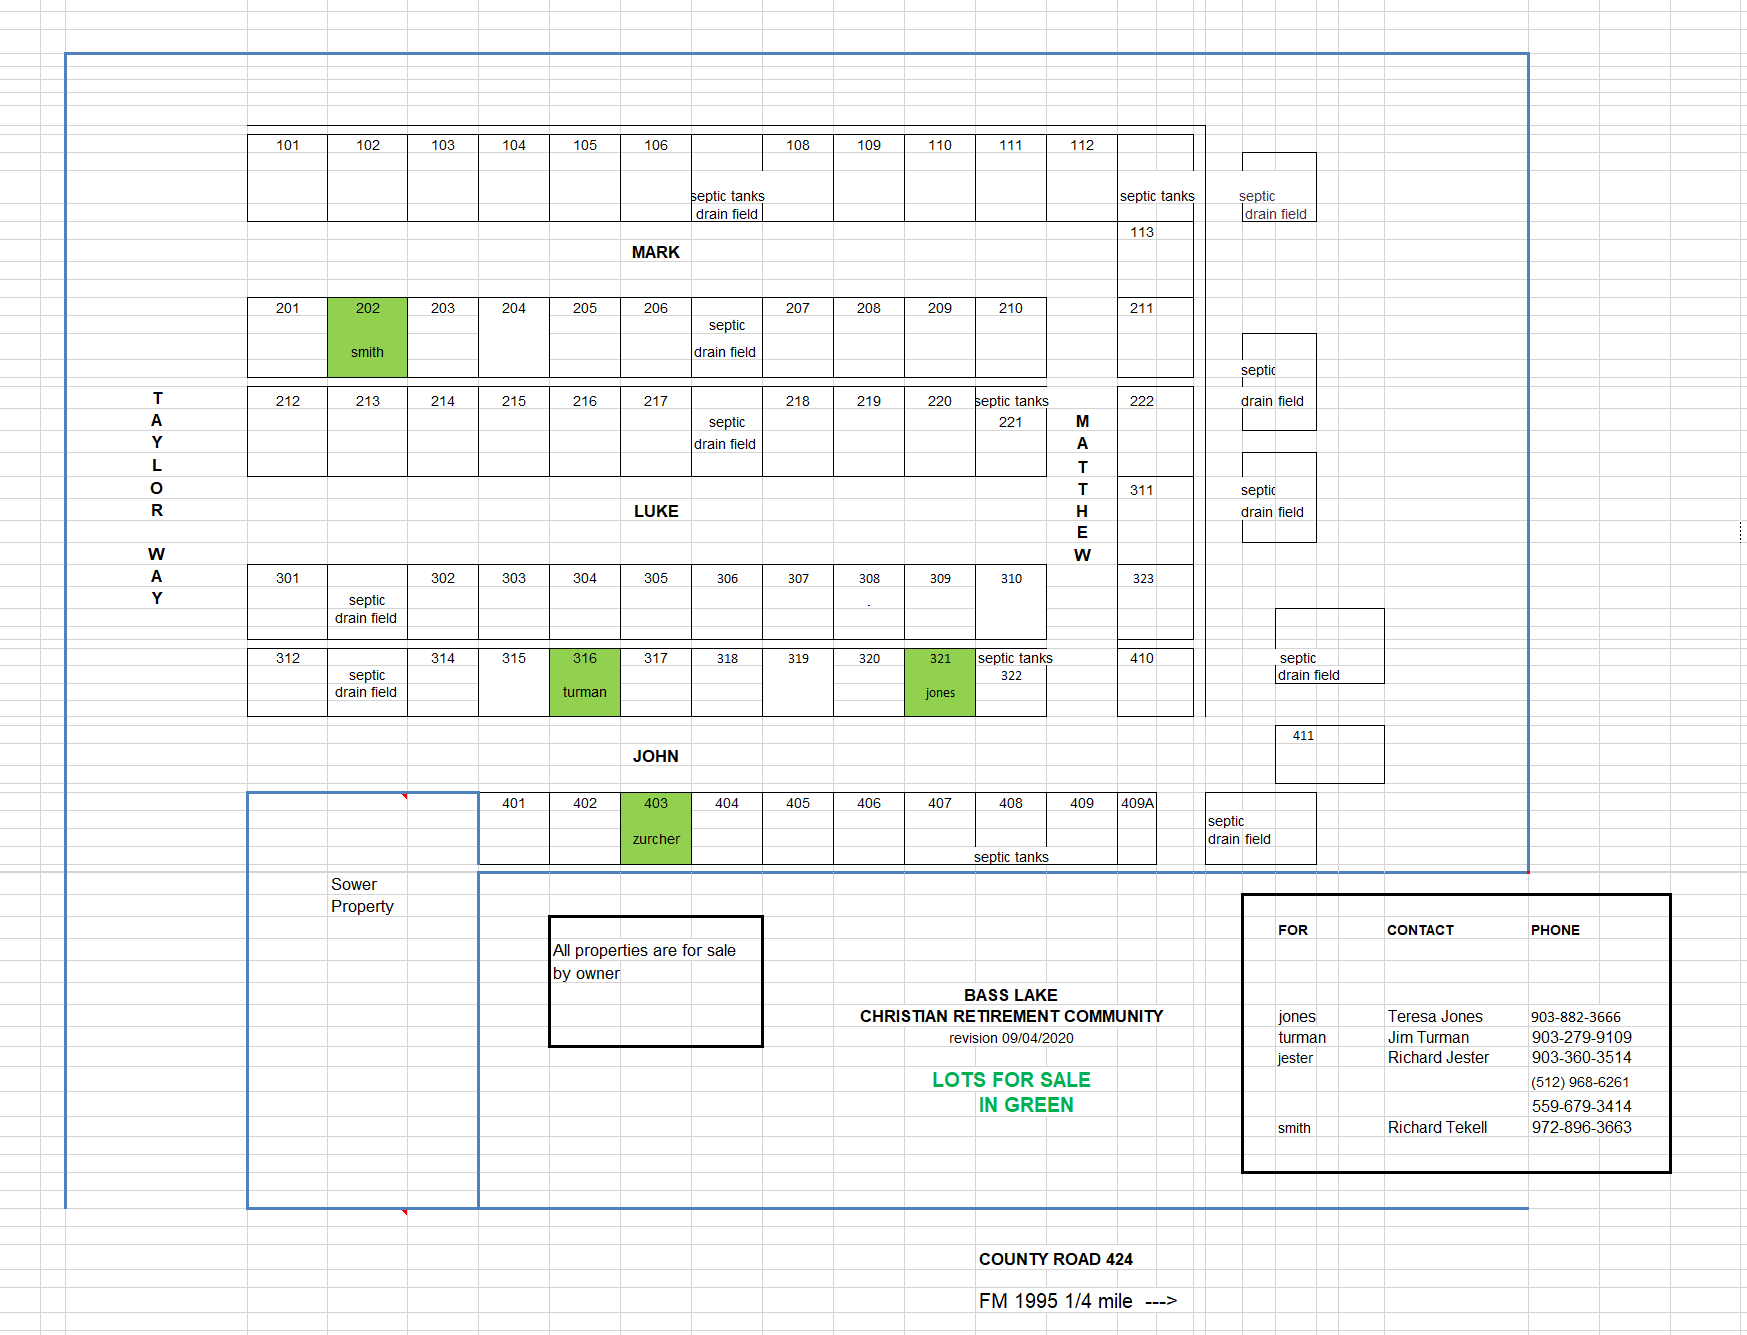 101 102 103 104 105 106 108 109 110 111 112
septic tanks septic tanks septic
drain field drain field
113
MARK
201 202 203 204 205 206 207 208 209 210 211
septic
smith drain field
septic
212 213 214 215 216 217 218 219 220 septic tanks 222
drain field
septic 221
drain field
TAYLOR WAY
MATTHEW
311
septic
LUKE
drain field
301 302 303 304 305 306 307 308 309 310 323
septic .
drain field
312 314 315 316 317 318 319 320 321 septic tanks 410
septic 322
drain field turman jones
septic
drain field
411
JOHN
401 402 403 404 405 406 407 408 409 409A
septic
zurcher drain field
septic tanks
Sower
Property
All properties are for sale
by owner
BASS LAKE
CHRISTIAN RETIREMENT COMMUNITY
revision 09/04/2020
LOTS FOR SALE
IN GREEN
FOR CONTACT PHONE
jones Teresa Jones 903-882-3666
turman Jim Turman 903-279-9109
jester Richard Jester 903-360-3514
(512) 968-6261
559-679-3414
smith Richard Tekell 972-896-3663
COUNTY ROAD 424
FM 1995 1/4 mile --->